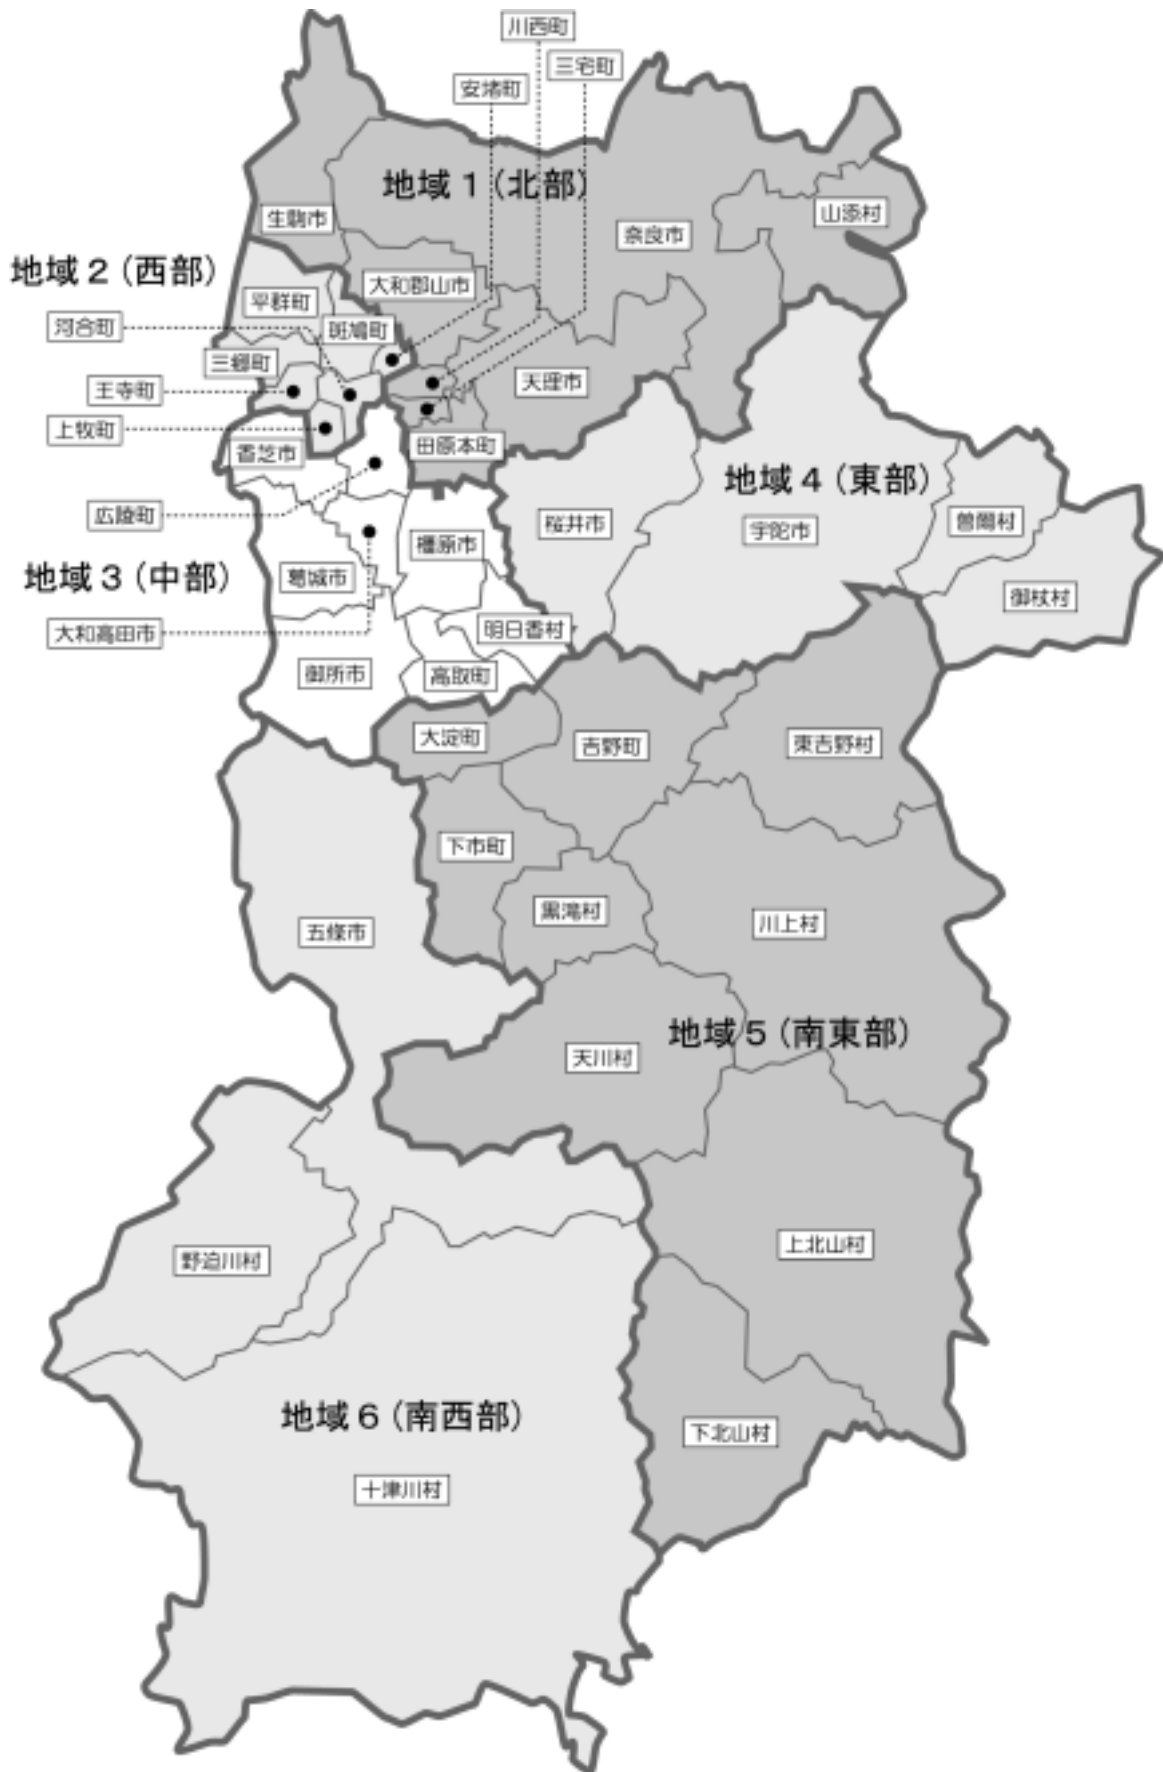 川西町
三宅町
安堵町
地域1（北部）
山添村
生駒市
奈良市
地域2（西部）
大和郡山市
平群町
河合町
斑鳩町
三郷町
天理市
王寺町
上牧町
香芝市
田原本町
地域4（東部）
広陵町
桜井市
宇陀市
曽爾村
橿原市
地域3（中部）
葛城市
御杖村
大和高田市
明日香村
御所市
高取町
大淀町
吉野町
東吉野村
下市町
黒滝村
川上村
五條市
地域5（南東部）
天川村
上北山村
野迫川村
地域6（南西部）
下北山村
十津川村